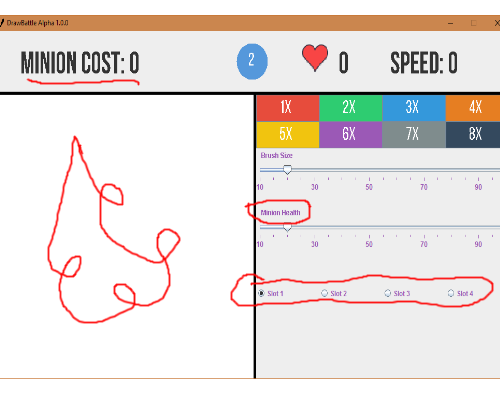 DrawBattle Alpha 1.0.0
MINION COST: 0
2
0
SPEED: 0
1X 2X 3X 4X
5X 6X 7X 8X
Brush Size
10 30 50 70 90
Minion Health
10 30 50 70 90
Slot 1 Slot 2 Slot 3 Slot 4